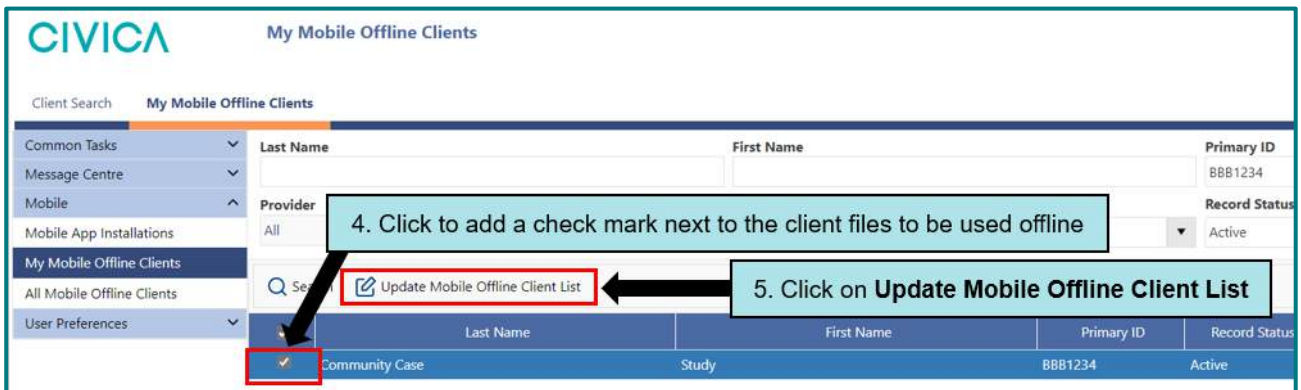 CIVICA
My Mobile Offline Clients
Client Search My Mobile Offline Clients
Common Tasks
Message Centre
Mobile
Mobile App Installations
My Mobile Offline Clients
All Mobile Offline Clients
User Preferences
Last Name First Name Primary ID
BBB1234
Provider Record Status
All Active
4. Click to add a check mark next to the client files to be used offline
Update Mobile Offline Client List
5. Click on Update Mobile Offline Client List
Last Name First Name Primary ID Record Status
Community Case Study BBB1234 Active